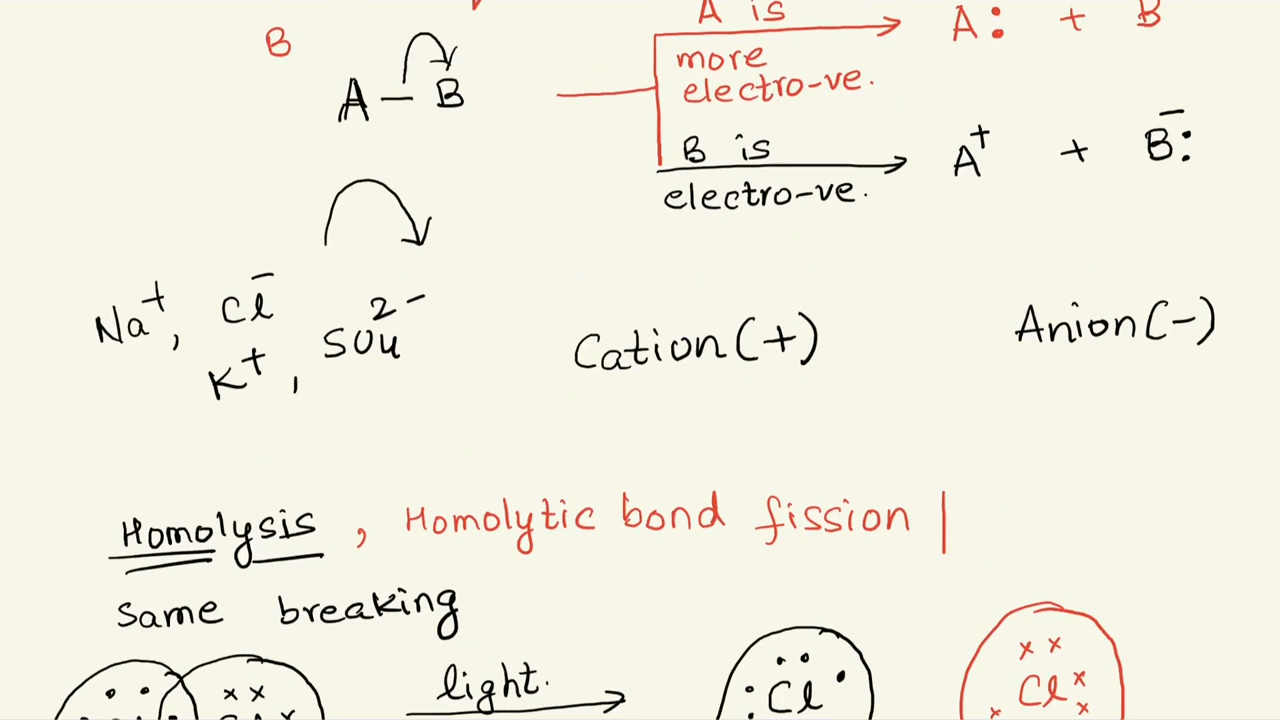 B
A — B
A is
more
electro-ve.
A: + B
B is
electro-ve.
A⁺ + B⁻:
Na⁺, Cl⁻
K⁺, SO4²⁻
Cation (+)
Anion (-)
Homolysis, Homolytic bond fission |
Same breaking
light.
Cl
Cl